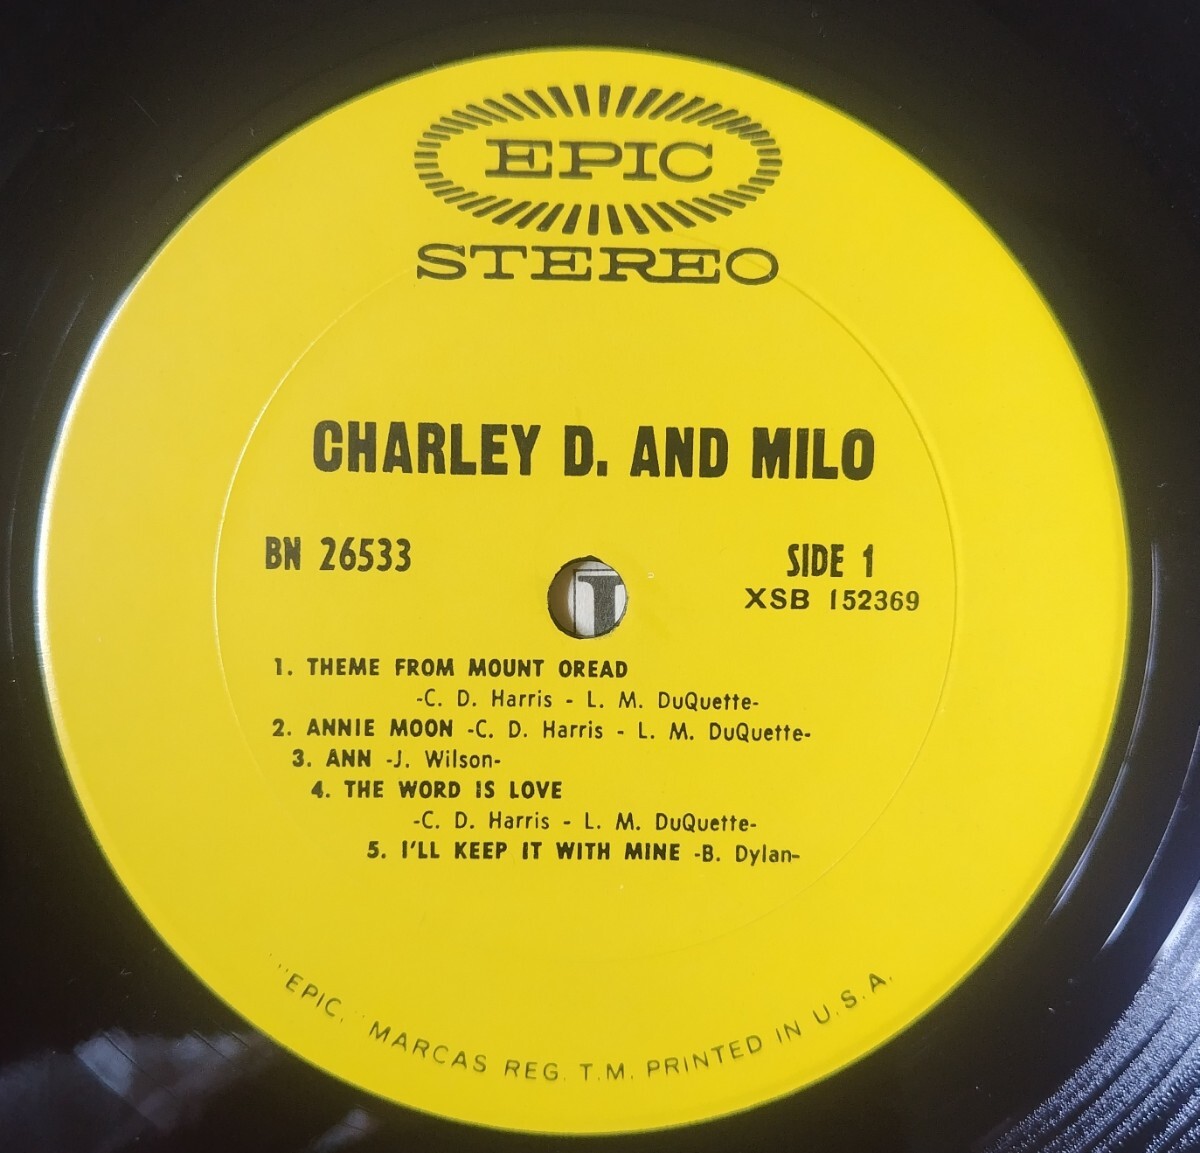 EPIC
STEREO
CHARLEY D. AND MILO
BN 26533
SIDE 1
XSB 152369
1. THEME FROM MOUNT OREAD
-C. D. Harris - L. M. DuQuette-
2. ANNIE MOON -C. D. Harris - L. M. DuQuette-
3. ANN -J. Wilson-
4. THE WORD IS LOVE
-C. D. Harris - L. M. DuQuette-
5. I'LL KEEP IT WITH MINE -B. Dylan-
"EPIC," MARCAS REG. T.M. PRINTED IN U.S.A.